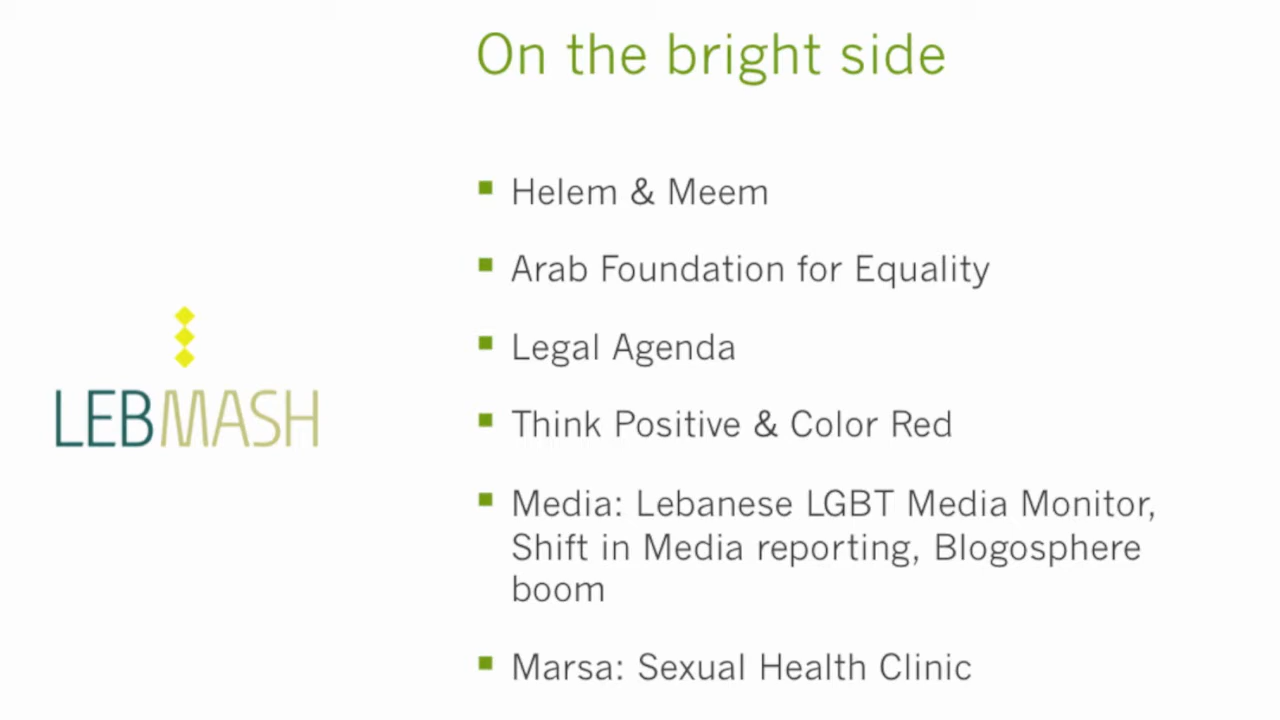 On the bright side
Helem & Meem
Arab Foundation for Equality
Legal Agenda
Think Positive & Color Red
Media: Lebanese LGBT Media Monitor,
Shift in Media reporting, Blogosphere
boom
Marsa: Sexual Health Clinic
LEBMASH